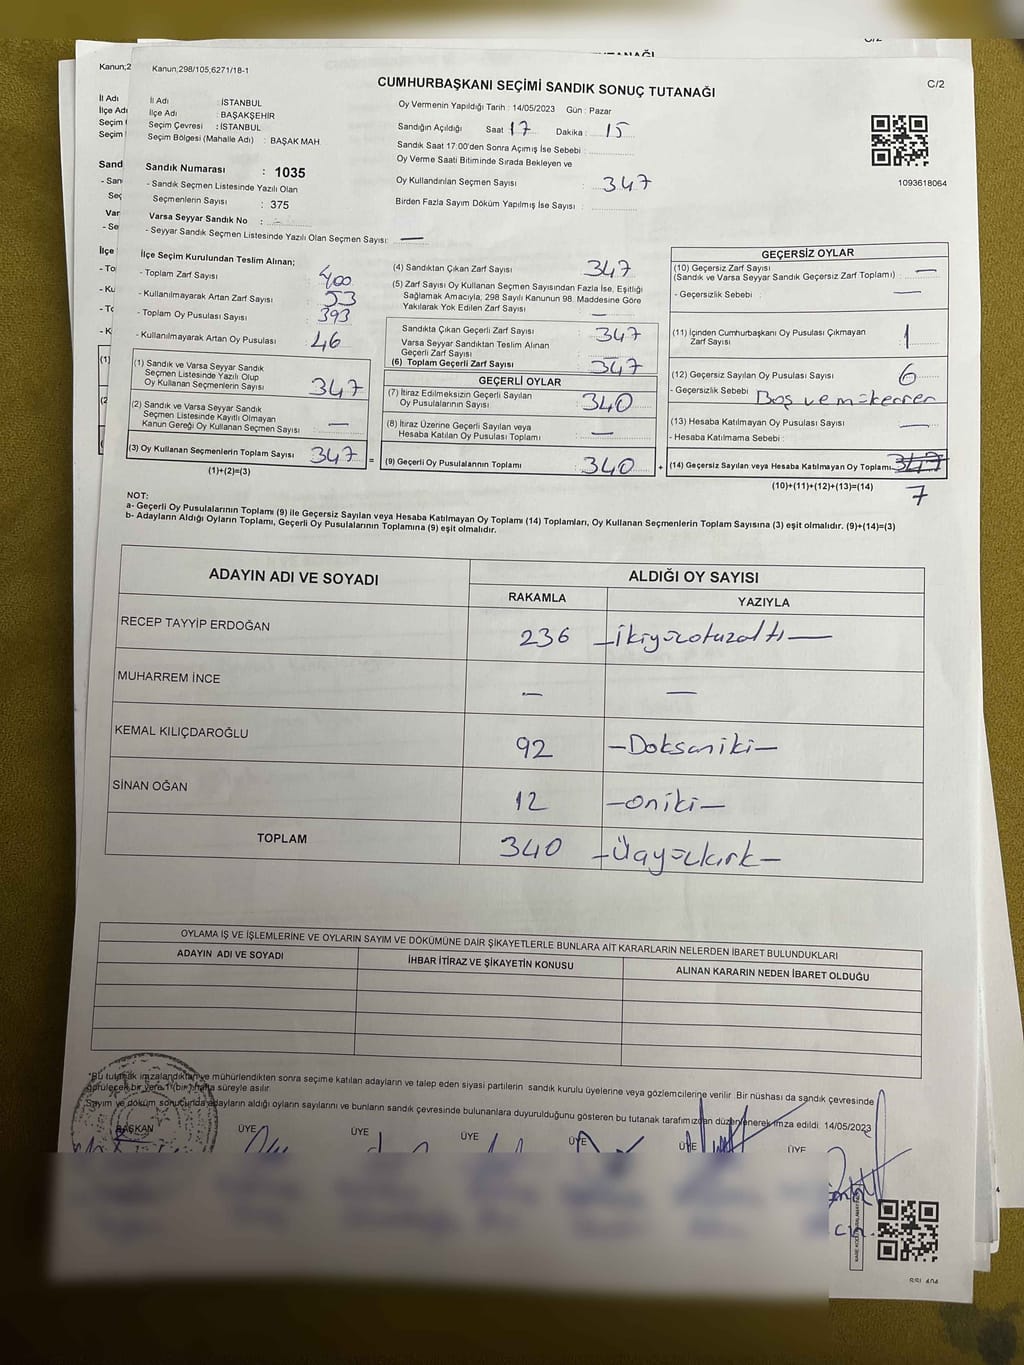 C/2
Kanun,2
Kanun,298/105,6271/18-1
CUMHURBAŞKANI SEÇİMİ SANDIK SONUÇ TUTANAĞI
C/2
İl Adı
İlçe Adı
Seçim
Seçim
İl Adı : İSTANBUL
İlçe Adı : BAŞAKŞEHİR
Seçim Çevresi : İSTANBUL
Seçim Bölgesi (Mahalle Adı) : BAŞAK MAH
Sandık Numarası : 1035
- Sandık Seçmen Listesinde Yazılı Olan
Seçmenlerin Sayısı : 375
Varsa Seyyar Sandık No : -
- Seyyar Sandık Seçmen Listesinde Yazılı Olan Seçmen Sayısı: —
Oy Vermenin Yapıldığı Tarih : 14/05/2023 Gün : Pazar
Sandığın Açıldığı Saat 17 Dakika : 15
Sandık Saat 17:00'den Sonra Açımış İse Sebebi :
Oy Verme Saati Bitiminde Sırada Bekleyen ve
Oy Kullandırılan Seçmen Sayısı : 347
Birden Fazla Sayım Döküm Yapılmış İse Sayısı :
1093618064
İlçe Seçim Kurulundan Teslim Alınan;
- Toplam Zarf Sayısı : 400
- Kullanılmayarak Artan Zarf Sayısı : 53
- Toplam Oy Pusulası Sayısı : 393
- Kullanılmayarak Artan Oy Pusulası : 46
(1) Sandık ve Varsa Seyyar Sandık
Seçmen Listesinde Yazılı Olup
Oy Kullanan Seçmenlerin Sayısı : 347
(2) Sandık ve Varsa Seyyar Sandık
Seçmen Listesinde Kayıtlı Olmayan
Kanun Gereği Oy Kullanan Seçmen Sayısı : —
(3) Oy Kullanan Seçmenlerin Toplam Sayısı 347 =
(1)+(2)=(3)
(4) Sandıktan Çıkan Zarf Sayısı : 347
(5) Zarf Sayısı Oy Kullanan Seçmen Sayısından Fazla İse, Eşitliği
Sağlamak Amacıyla, 298 Sayılı Kanunun 98. Maddesine Göre
Yakılarak Yok Edilen Zarf Sayısı : —
Sandıkta Çıkan Geçerli Zarf Sayısı : 347
Varsa Seyyar Sandıktan Teslim Alınan
Geçerli Zarf Sayısı
(6) Toplam Geçerli Zarf Sayısı : 347
GEÇERLİ OYLAR
(7) İtiraz Edilmeksizin Geçerli Sayılan
Oy Pusulalarının Sayısı : 340
(8) İtiraz Üzerine Geçerli Sayılan veya
Hesaba Katılan Oy Pusulası Toplamı : —
(9) Geçerli Oy Pusulalarının Toplamı : 340 +
GEÇERSİZ OYLAR
(10) Geçersiz Zarf Sayısı
(Sandık ve Varsa Seyyar Sandık Geçersiz Zarf Toplamı) : —
- Geçersizlik Sebebi : —
(11) İçinden Cumhurbaşkanı Oy Pusulası Çıkmayan
Zarf Sayısı : 1
(12) Geçersiz Sayılan Oy Pusulası Sayısı : 6
- Geçersizlik Sebebi : Boş ve mükerrer
(13) Hesaba Katılmayan Oy Pusulası Sayısı : —
- Hesaba Katılmama Sebebi :
(14) Geçersiz Sayılan veya Hesaba Katılmayan Oy Toplamı 347
(10)+(11)+(12)+(13)=(14) 7
NOT:
a- Geçerli Oy Pusulalarının Toplamı (9) ile Geçersiz Sayılan veya Hesaba Katılmayan Oy Toplamı (14) Toplamları, Oy Kullanan Seçmenlerin Toplam Sayısına (3) eşit olmalıdır. (9)+(14)=(3)
b- Adayların Aldığı Oyların Toplamı, Geçerli Oy Pusulalarının Toplamına (9) eşit olmalıdır.
ADAYIN ADI VE SOYADI ALDIĞI OY SAYISI
RAKAMLA YAZIYLA
RECEP TAYYİP ERDOĞAN 236 —İkiyüzotuzaltı—
MUHARREM İNCE — —
KEMAL KILIÇDAROĞLU 92 —Doksaniki—
SİNAN OĞAN 12 —oniki—
TOPLAM 340 —Üçyüzkırk—
OYLAMA İŞ VE İŞLEMLERİNE VE OYLARIN SAYIM VE DÖKÜMÜNE DAİR ŞİKAYETLERLE BUNLARA AİT KARARLARIN NELERDEN İBARET BULUNDUKLARI
ADAYIN ADI VE SOYADI İHBAR İTİRAZ VE ŞİKAYETİN KONUSU ALINAN KARARIN NEDEN İBARET OLDUĞU
*Bu tutanak imzalandıktan ve mühürlendikten sonra seçime katılan adayların ve talep eden siyasi partilerin sandık kurulu üyelerine veya gözlemcilerine verilir. Bir nüshası da sandık çevresinde
görülecek bir yere 1 (bir) hafta süreyle asılır.
Sayım ve döküm sonucunda adayların aldığı oyların sayılarını ve bunların sandık çevresinde bulunanlara duyurulduğunu gösteren bu tutanak tarafımızdan düzenlenerek imza edildi. 14/05/2023
BAŞKAN ÜYE ÜYE ÜYE ÜYE ÜYE ÜYE